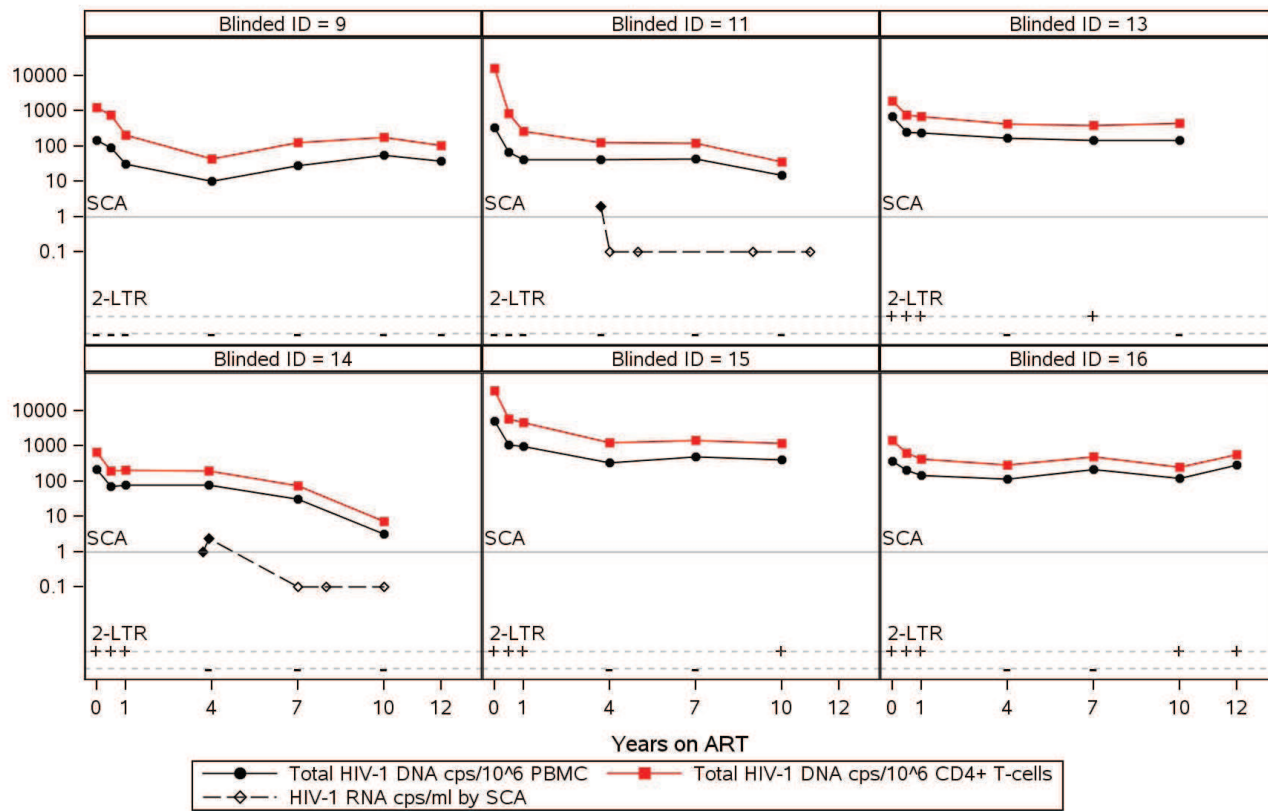 Blinded ID = 9 Blinded ID = 11 Blinded ID = 13
10000
1000
100
10
1
0.1
SCA SCA SCA
2-LTR 2-LTR 2-LTR
+ + + +
- - - - - - - - - - - - - - -
Blinded ID = 14 Blinded ID = 15 Blinded ID = 16
10000
1000
100
10
1
0.1
SCA SCA
2-LTR 2-LTR 2-LTR
+ + + + + + + + + + + +
- - - - - - -
0 1 4 7 10 12 0 1 4 7 10 12 0 1 4 7 10 12
Years on ART
Total HIV-1 DNA cps/10^6 PBMC Total HIV-1 DNA cps/10^6 CD4+ T-cells
HIV-1 RNA cps/ml by SCA